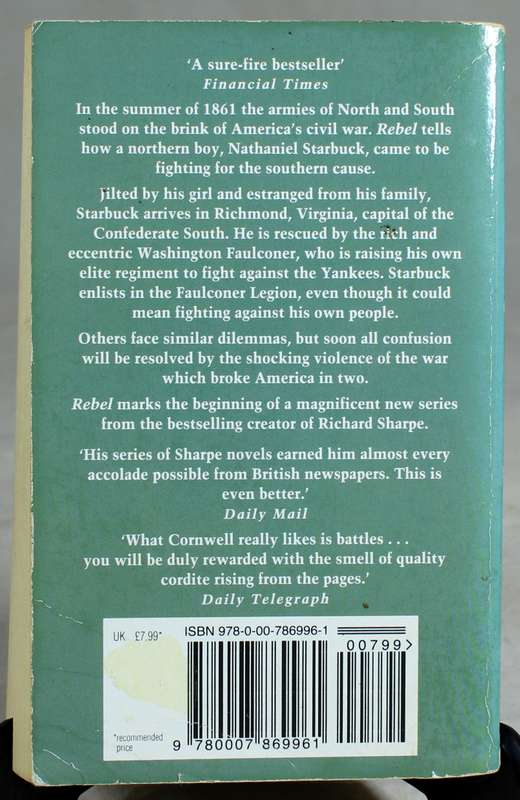 ‘A sure-fire bestseller’
Financial Times
In the summer of 1861 the armies of North and South
stood on the brink of America’s civil war. Rebel tells
how a northern boy, Nathaniel Starbuck, came to be
fighting for the southern cause.
Jilted by his girl and estranged from his family,
Starbuck arrives in Richmond, Virginia, capital of the
Confederate South. He is rescued by the rich and
eccentric Washington Faulconer, who is raising his own
elite regiment to fight against the Yankees. Starbuck
enlists in the Faulconer Legion, even though it could
mean fighting against his own people.
Others face similar dilemmas, but soon all confusion
will be resolved by the shocking violence of the war
which broke America in two.
Rebel marks the beginning of a magnificent new series
from the bestselling creator of Richard Sharpe.
‘His series of Sharpe novels earned him almost every
accolade possible from British newspapers. This is
even better.’
Daily Mail
‘What Cornwell really likes is battles . . .
you will be duly rewarded with the smell of quality
cordite rising from the pages.’
Daily Telegraph
UK £7.99*
ISBN 978-0-00-786996-1
00799>
*recommended
price
9 780007 869961